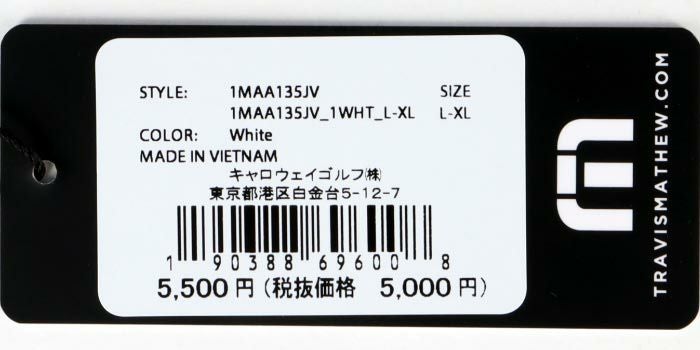 STYLE: 1MAA135JV SIZE
1MAA135JV_1WHT_L-XL L-XL
COLOR: White
MADE IN VIETNAM
キャロウェイゴルフ㈱
東京都港区白金台5-12-7
1 90388 69600 8
5,500円(税抜価格 5,000円)
TRAVISMATHEW.COM